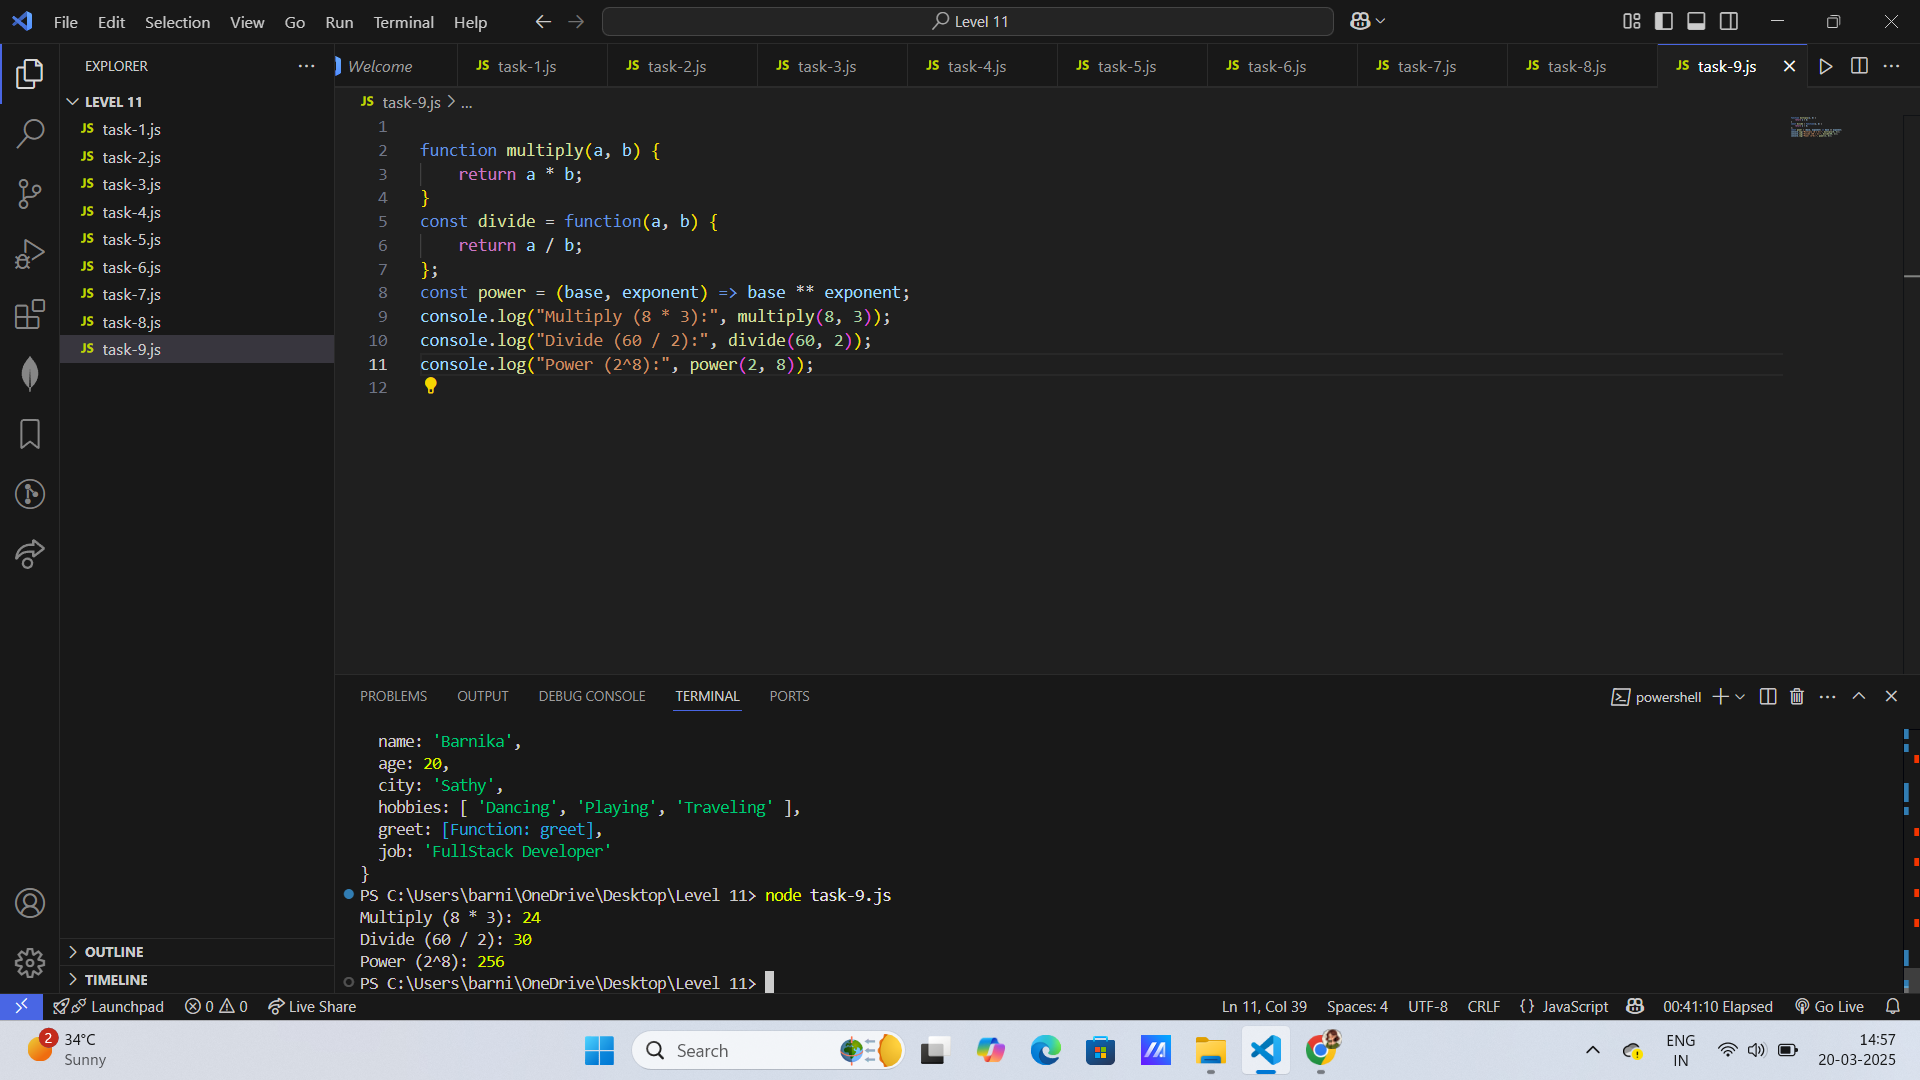 File Edit Selection View Go Run Terminal Help
Level 11
EXPLORER
LEVEL 11
JS task-1.js
JS task-2.js
JS task-3.js
JS task-4.js
JS task-5.js
JS task-6.js
JS task-7.js
JS task-8.js
JS task-9.js
OUTLINE
TIMELINE
Welcome JS task-1.js JS task-2.js JS task-3.js JS task-4.js JS task-5.js JS task-6.js JS task-7.js JS task-8.js JS task-9.js
JS task-9.js > ...
1
2 function multiply(a, b) {
3     return a * b;
4 }
5 const divide = function(a, b) {
6     return a / b;
7 };
8 const power = (base, exponent) => base ** exponent;
9 console.log("Multiply (8 * 3):", multiply(8, 3));
10 console.log("Divide (60 / 2):", divide(60, 2));
11 console.log("Power (2^8):", power(2, 8));
12
PROBLEMS OUTPUT DEBUG CONSOLE TERMINAL PORTS
powershell
name: 'Barnika',
age: 20,
city: 'Sathy',
hobbies: [ 'Dancing', 'Playing', 'Traveling' ],
greet: [Function: greet],
job: 'FullStack Developer'
}
PS C:\Users\barni\OneDrive\Desktop\Level 11> node task-9.js
Multiply (8 * 3): 24
Divide (60 / 2): 30
Power (2^8): 256
PS C:\Users\barni\OneDrive\Desktop\Level 11>
Launchpad 0 0 Live Share Ln 11, Col 39 Spaces: 4 UTF-8 CRLF {} JavaScript 00:41:10 Elapsed Go Live
2 34°C
Sunny
Search
ENG
IN
14:57
20-03-2025